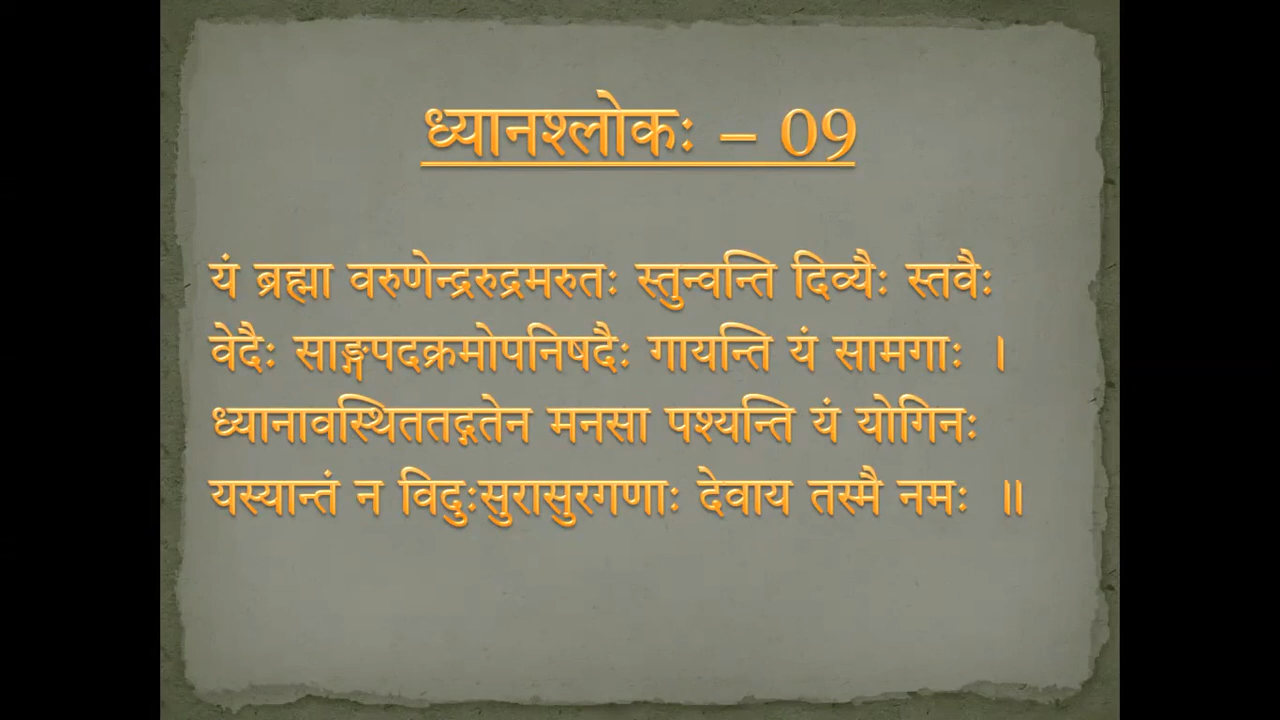 ध्यानश्लोकः – 09
यं ब्रह्मा वरुणेन्द्ररुद्रमरुतः स्तुन्वन्ति दिव्यैः स्तवैः
वेदैः साङ्गपदक्रमोपनिषदैः गायन्ति यं सामगाः ।
ध्यानावस्थिततद्गतेन मनसा पश्यन्ति यं योगिनः
यस्यान्तं न विदुःसुरासुरगणाः देवाय तस्मै नमः ॥